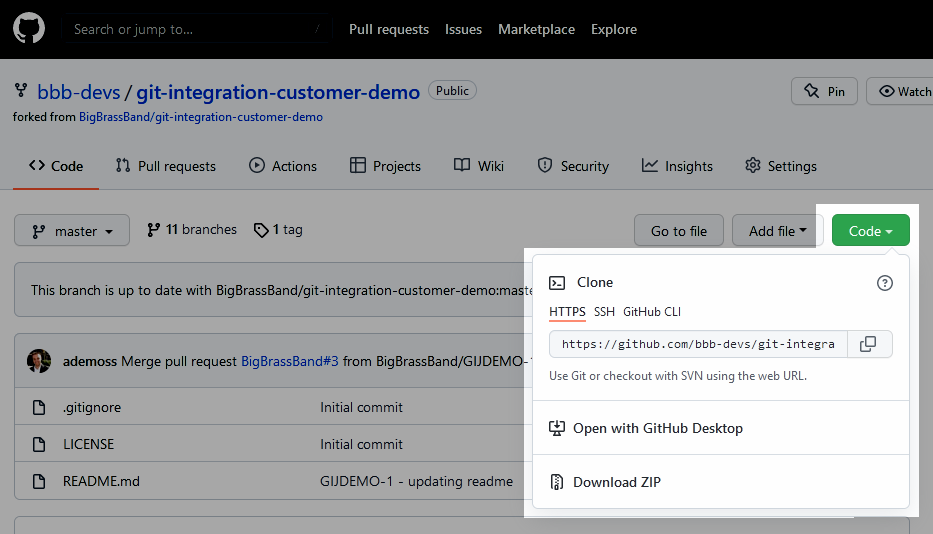 Search or jump to... /
Pull requests Issues Marketplace Explore
bbb-devs / git-integration-customer-demo Public
Pin Watch
forked from BigBrassBand/git-integration-customer-demo
Code Pull requests Actions Projects Wiki Security Insights Settings
master 11 branches 1 tag Go to file Add file Code
This branch is up to date with BigBrassBand/git-integration-customer-demo:maste
Clone
HTTPS SSH GitHub CLI
https://github.com/bbb-devs/git-integra
Use Git or checkout with SVN using the web URL.
Open with GitHub Desktop
Download ZIP
ademoss Merge pull request BigBrassBand#3 from BigBrassBand/GIJDEMO-1
.gitignore Initial commit
LICENSE Initial commit
README.md GIJDEMO-1 - updating readme